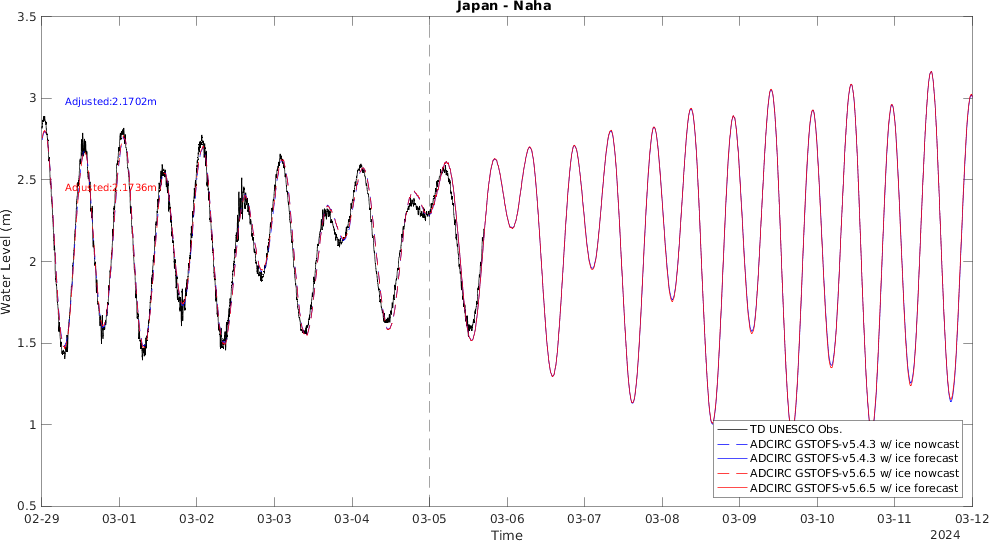 Japan - Naha
3.5
3
2.5
2
1.5
1
0.5
Water Level (m)
Adjusted:2.1702m
Adjusted:2.1736m
TD UNESCO Obs.
ADCIRC GSTOFS-v5.4.3 w/ ice nowcast
ADCIRC GSTOFS-v5.4.3 w/ ice forecast
ADCIRC GSTOFS-v5.6.5 w/ ice nowcast
ADCIRC GSTOFS-v5.6.5 w/ ice forecast
02-29 03-01 03-02 03-03 03-04 03-05 03-06 03-07 03-08 03-09 03-10 03-11 03-12
Time
2024